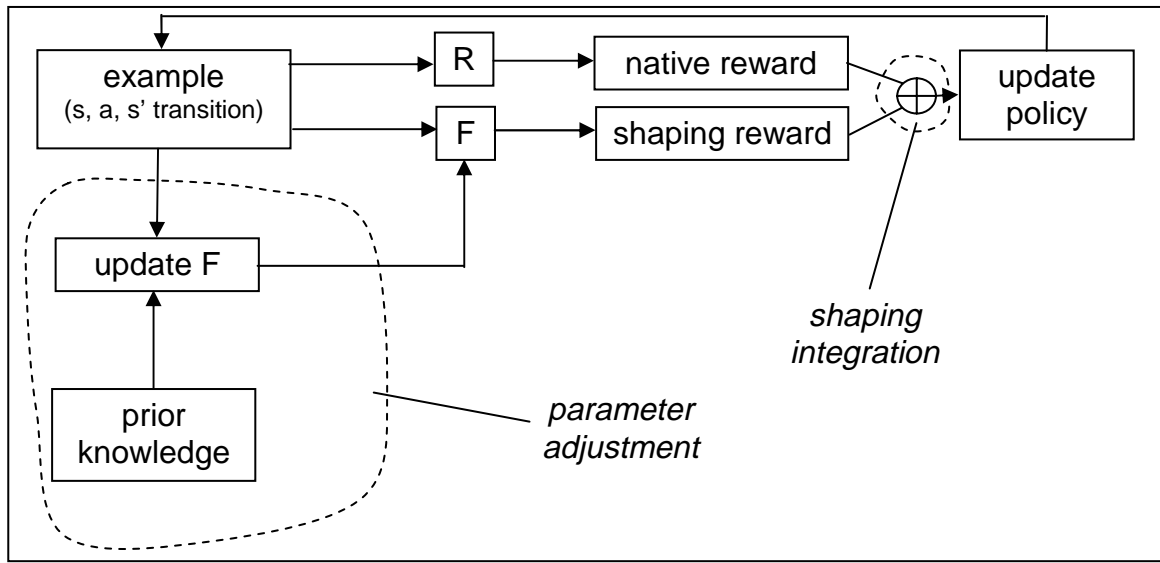 example
(s, a, s’ transition)
R
native reward
update
policy
F
shaping reward
update F
shaping
integration
prior
knowledge
parameter
adjustment